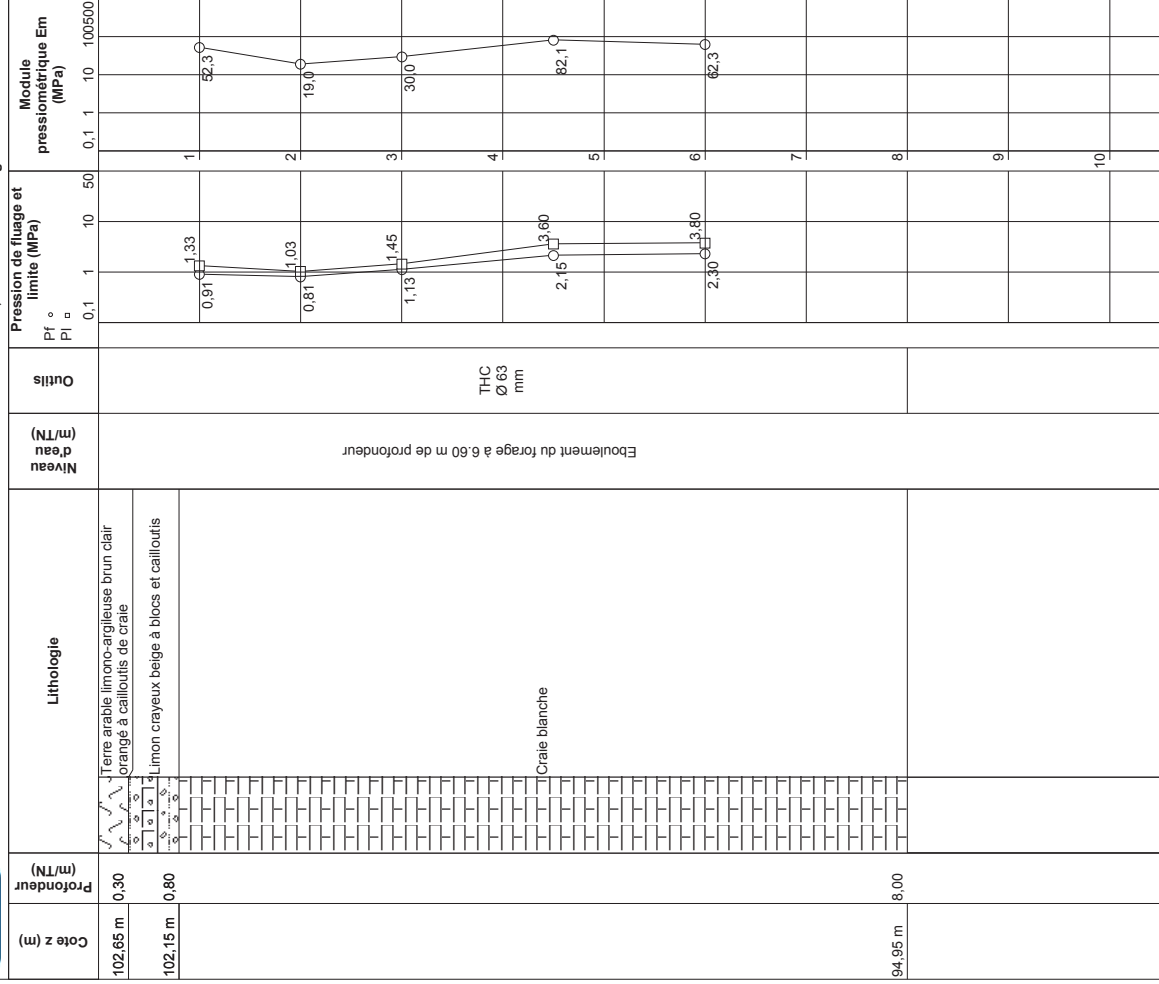 Cote z (m)
Profondeur
(m/TN)
Lithologie
Niveau
d'eau
(m/TN)
Outils
Pression de fluage et
limite (MPa)
Pf
Pl
0,1 1 10 50
Module
pressiométrique Em
(MPa)
0,1 1 10 100500
102,65 m
0,30
Terre arable limono-argileuse brun clair
orangé à cailloutis de craie
102,15 m
0,80
Limon crayeux beige à blocs et cailloutis
94,95 m
8,00
Craie blanche
Eboulement du forage à 6.60 m de profondeur
THC
Ø 63
mm
0,91
1,33
0,81
1,03
1,13
1,45
2,15
3,60
2,30
3,80
1
2
3
4
5
6
7
8
9
10
52,3
19,0
30,0
82,1
62,3